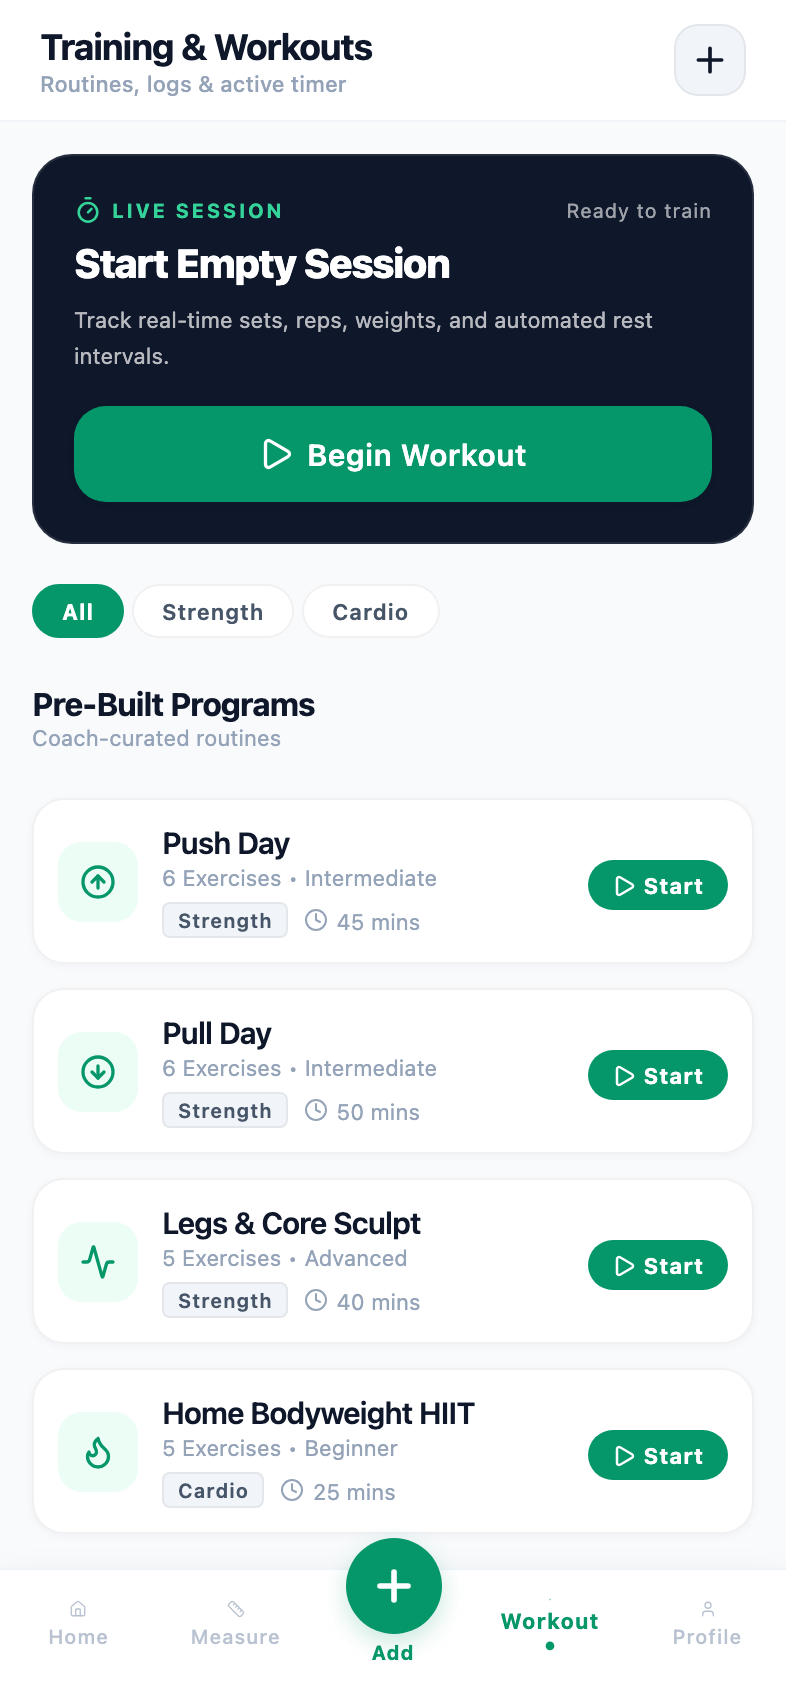 Training & Workouts
Routines, logs & active timer
LIVE SESSION
Ready to train
Start Empty Session
Track real-time sets, reps, weights, and automated rest
intervals.
Begin Workout
All
Strength
Cardio
Pre-Built Programs
Coach-curated routines
Push Day
6 Exercises • Intermediate
Strength
45 mins
Start
Pull Day
6 Exercises • Intermediate
Strength
50 mins
Start
Legs & Core Sculpt
5 Exercises • Advanced
Strength
40 mins
Start
Home Bodyweight HIIT
5 Exercises • Beginner
Cardio
25 mins
Start
Home
Measure
Add
Workout
Profile